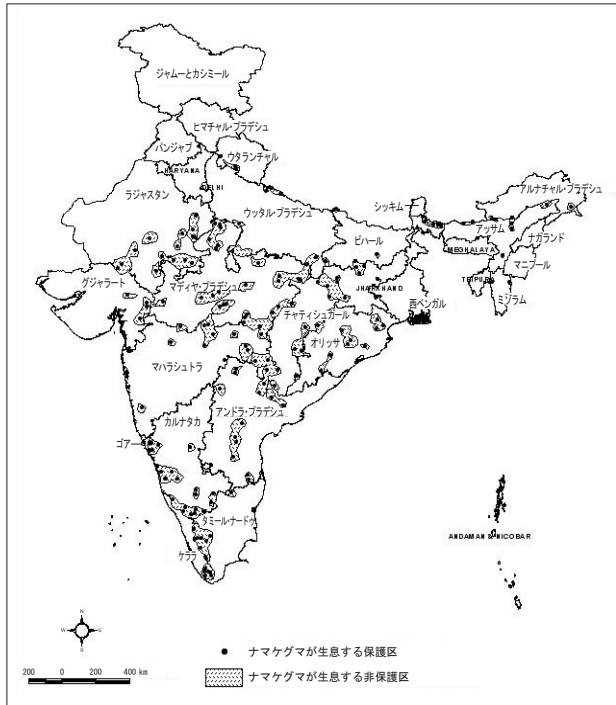 ジャムーとカシミール
ヒマチャル・プラデシュ
パンジャブ
ウタランチャル
HARYANA
DELHI
ラジャスタン
ウッタル・プラデシュ
シッキム
アルナチャル・プラデシュ
アッサム
ナガランド
ビハール
MEGHALAYA
マニプール
グジャラート
マディヤ・プラデシュ
JHARKHAND
TRIPURA
ミゾラム
西ベンガル
チャティシュガール
オリッサ
マハラシュトラ
アンドラ・プラデシュ
カルナタカ
ゴアー
タミールナードゥ
ANDAMAN & NICOBAR
ケララ
N
W
E
S
ナマケグマが生息する保護区
200 0 200 400 km
ナマケグマが生息する非保護区